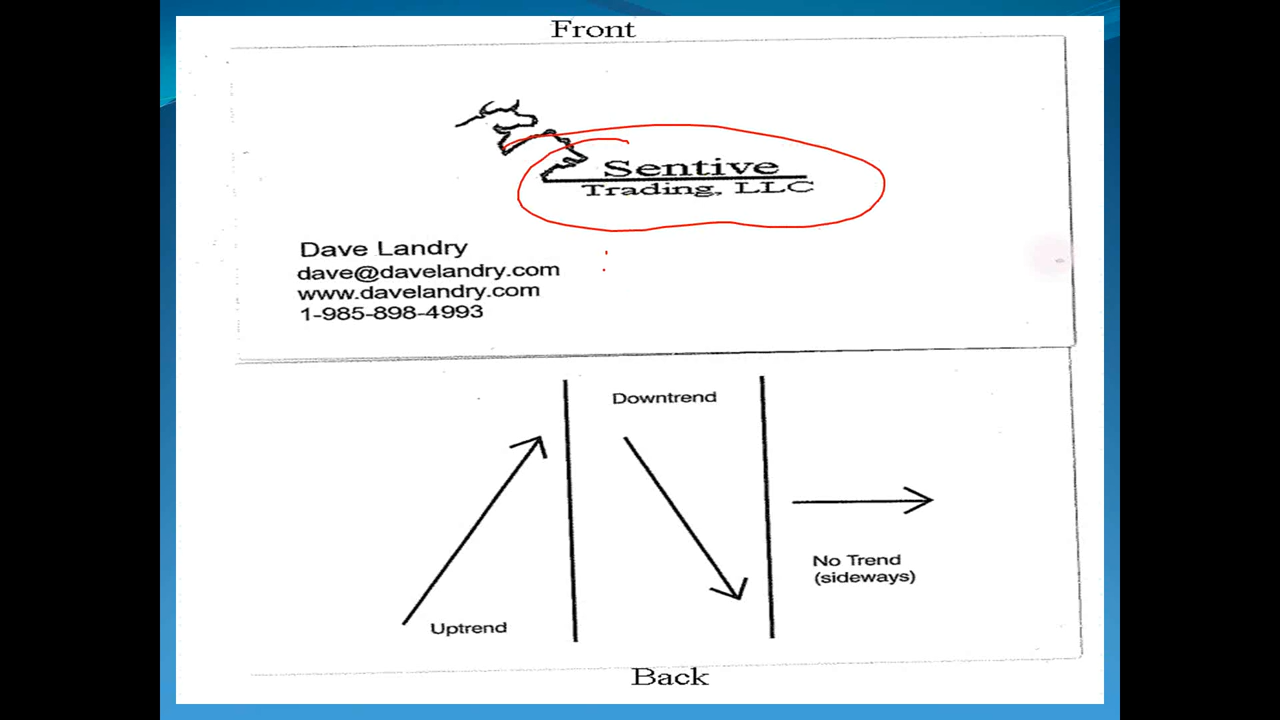 Front
Sentive
Trading, LLC
Dave Landry
dave@davelandry.com
www.davelandry.com
1-985-898-4993
Downtrend
No Trend
(sideways)
Uptrend
Back